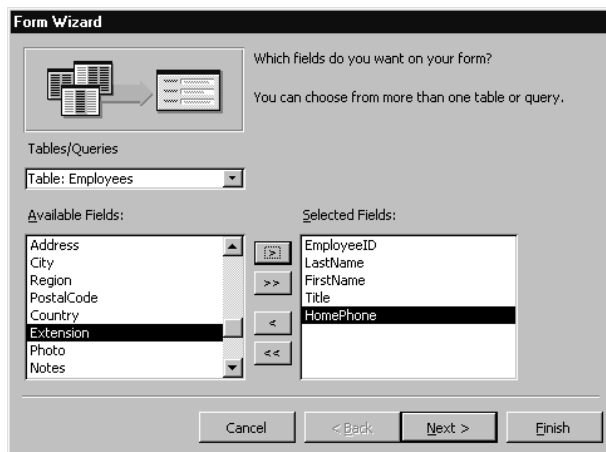 Form Wizard
Which fields do you want on your form?
You can choose from more than one table or query.
Tables/Queries
Table: Employees
Available Fields:
Selected Fields:
Address
City
Region
PostalCode
Country
Extension
Photo
Notes
>
>>
<
<<
EmployeeID
LastName
FirstName
Title
HomePhone
Cancel
< Back
Next >
Finish